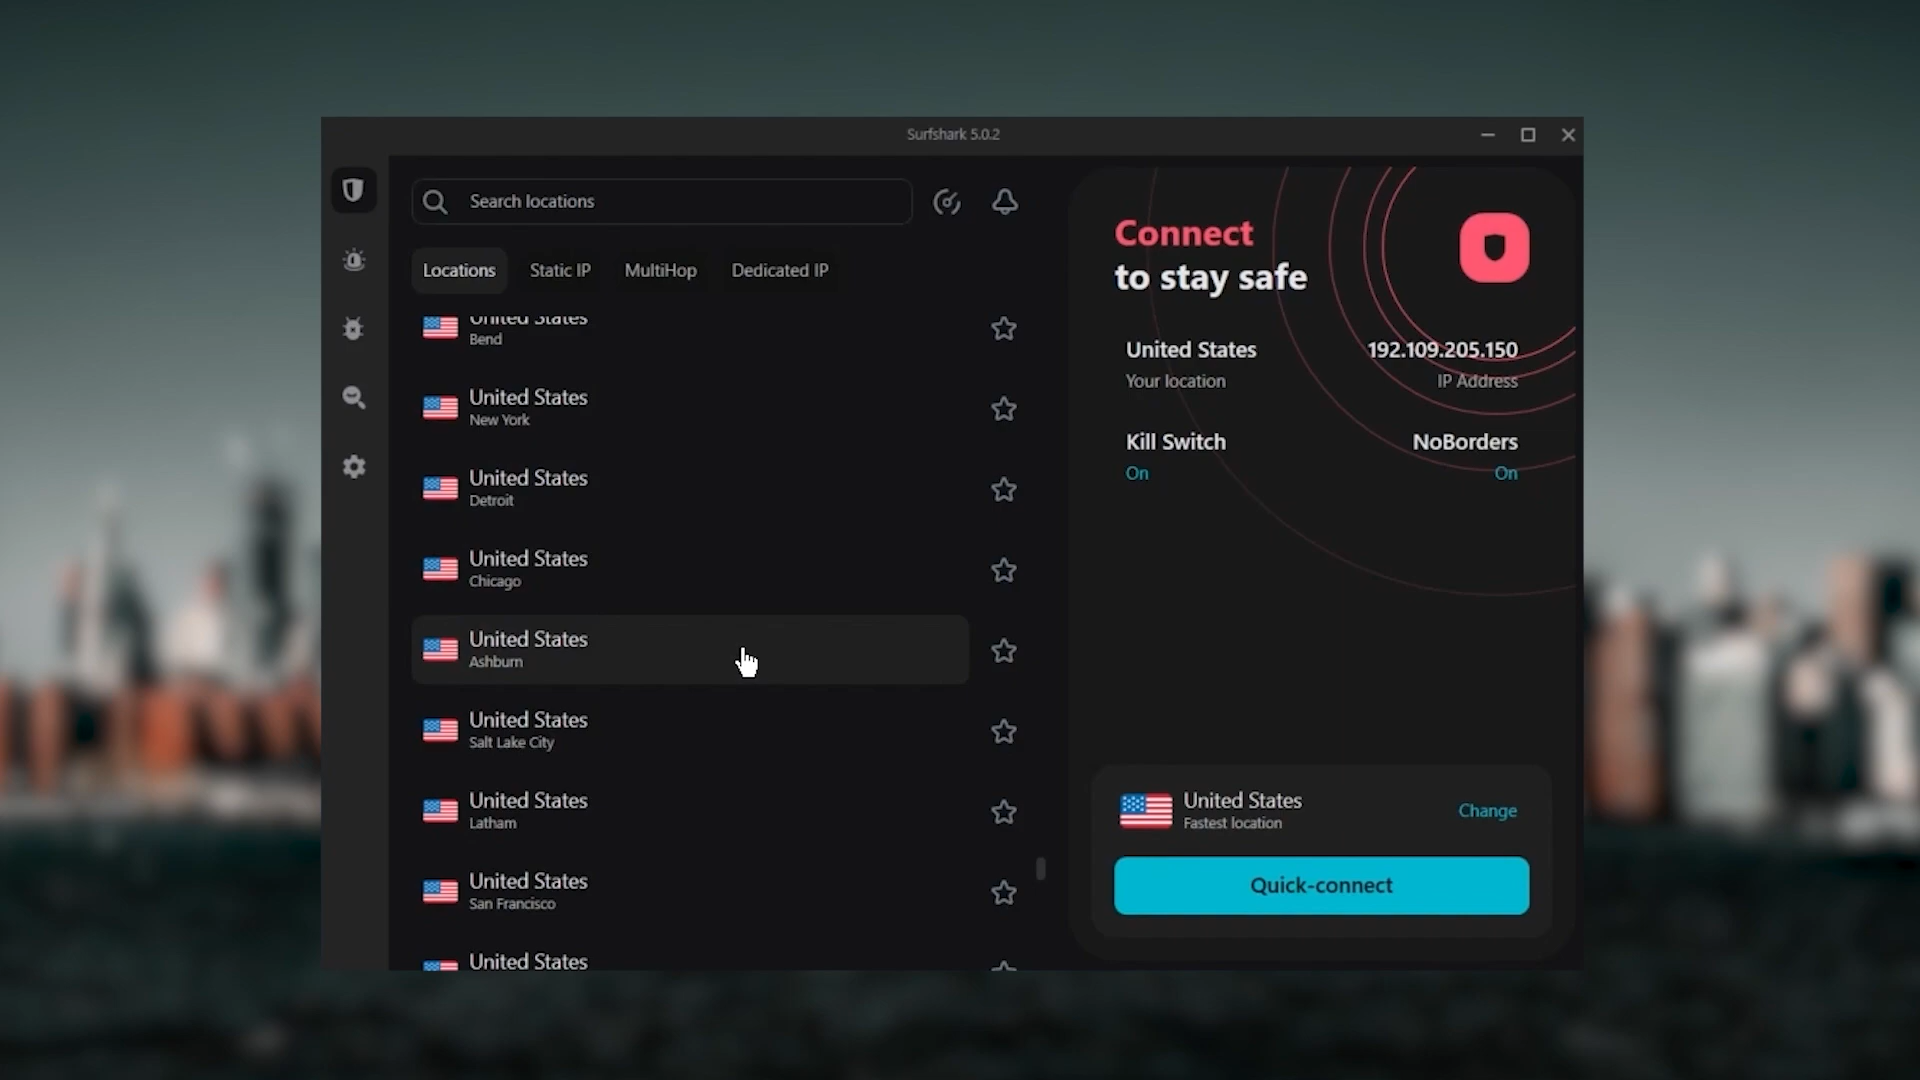 Surfshark 5.0.2
Search locations
Locations
Static IP
MultiHop
Dedicated IP
United States
Bend
United States
New York
United States
Detroit
United States
Chicago
United States
Ashburn
United States
Salt Lake City
United States
Latham
United States
San Francisco
United States
Connect
to stay safe
United States
192.109.205.150
Your location
IP Address
Kill Switch
NoBorders
On
On
United States
Fastest location
Change
Quick-connect